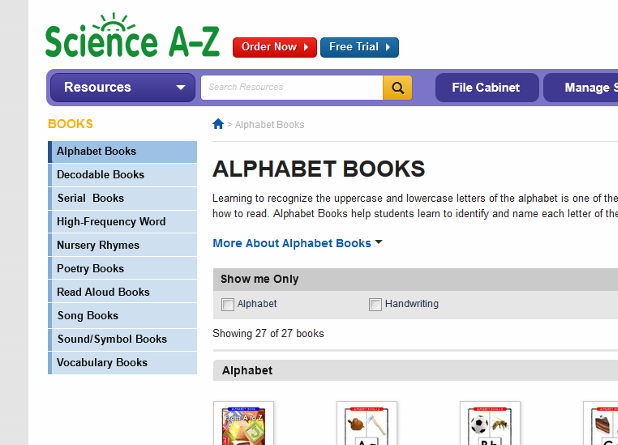 Science A-Z
Order Now
Free Trial
Resources
Search Resources
File Cabinet
Manage S
BOOKS
Alphabet Books
Decodable Books
Serial Books
High-Frequency Word
Nursery Rhymes
Poetry Books
Read Aloud Books
Song Books
Sound/Symbol Books
Vocabulary Books
> Alphabet Books
ALPHABET BOOKS
Learning to recognize the uppercase and lowercase letters of the alphabet is one of the
how to read. Alphabet Books help students learn to identify and name each letter of the
More About Alphabet Books
Show me Only
Alphabet
Handwriting
Showing 27 of 27 books
Alphabet